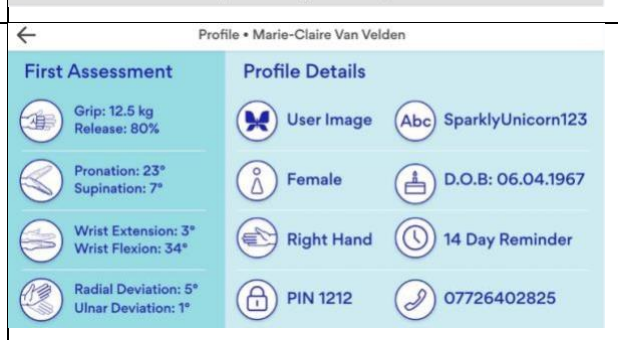 Profile • Marie-Claire Van Velden
First Assessment
Grip: 12.5 kg
Release: 80%
Pronation: 23°
Supination: 7°
Wrist Extension: 3°
Wrist Flexion: 34°
Radial Deviation: 5°
Ulnar Deviation: 1°
Profile Details
User Image
Abc SparklyUnicorn123
Female
D.O.B: 06.04.1967
Right Hand
14 Day Reminder
PIN 1212
07726402825